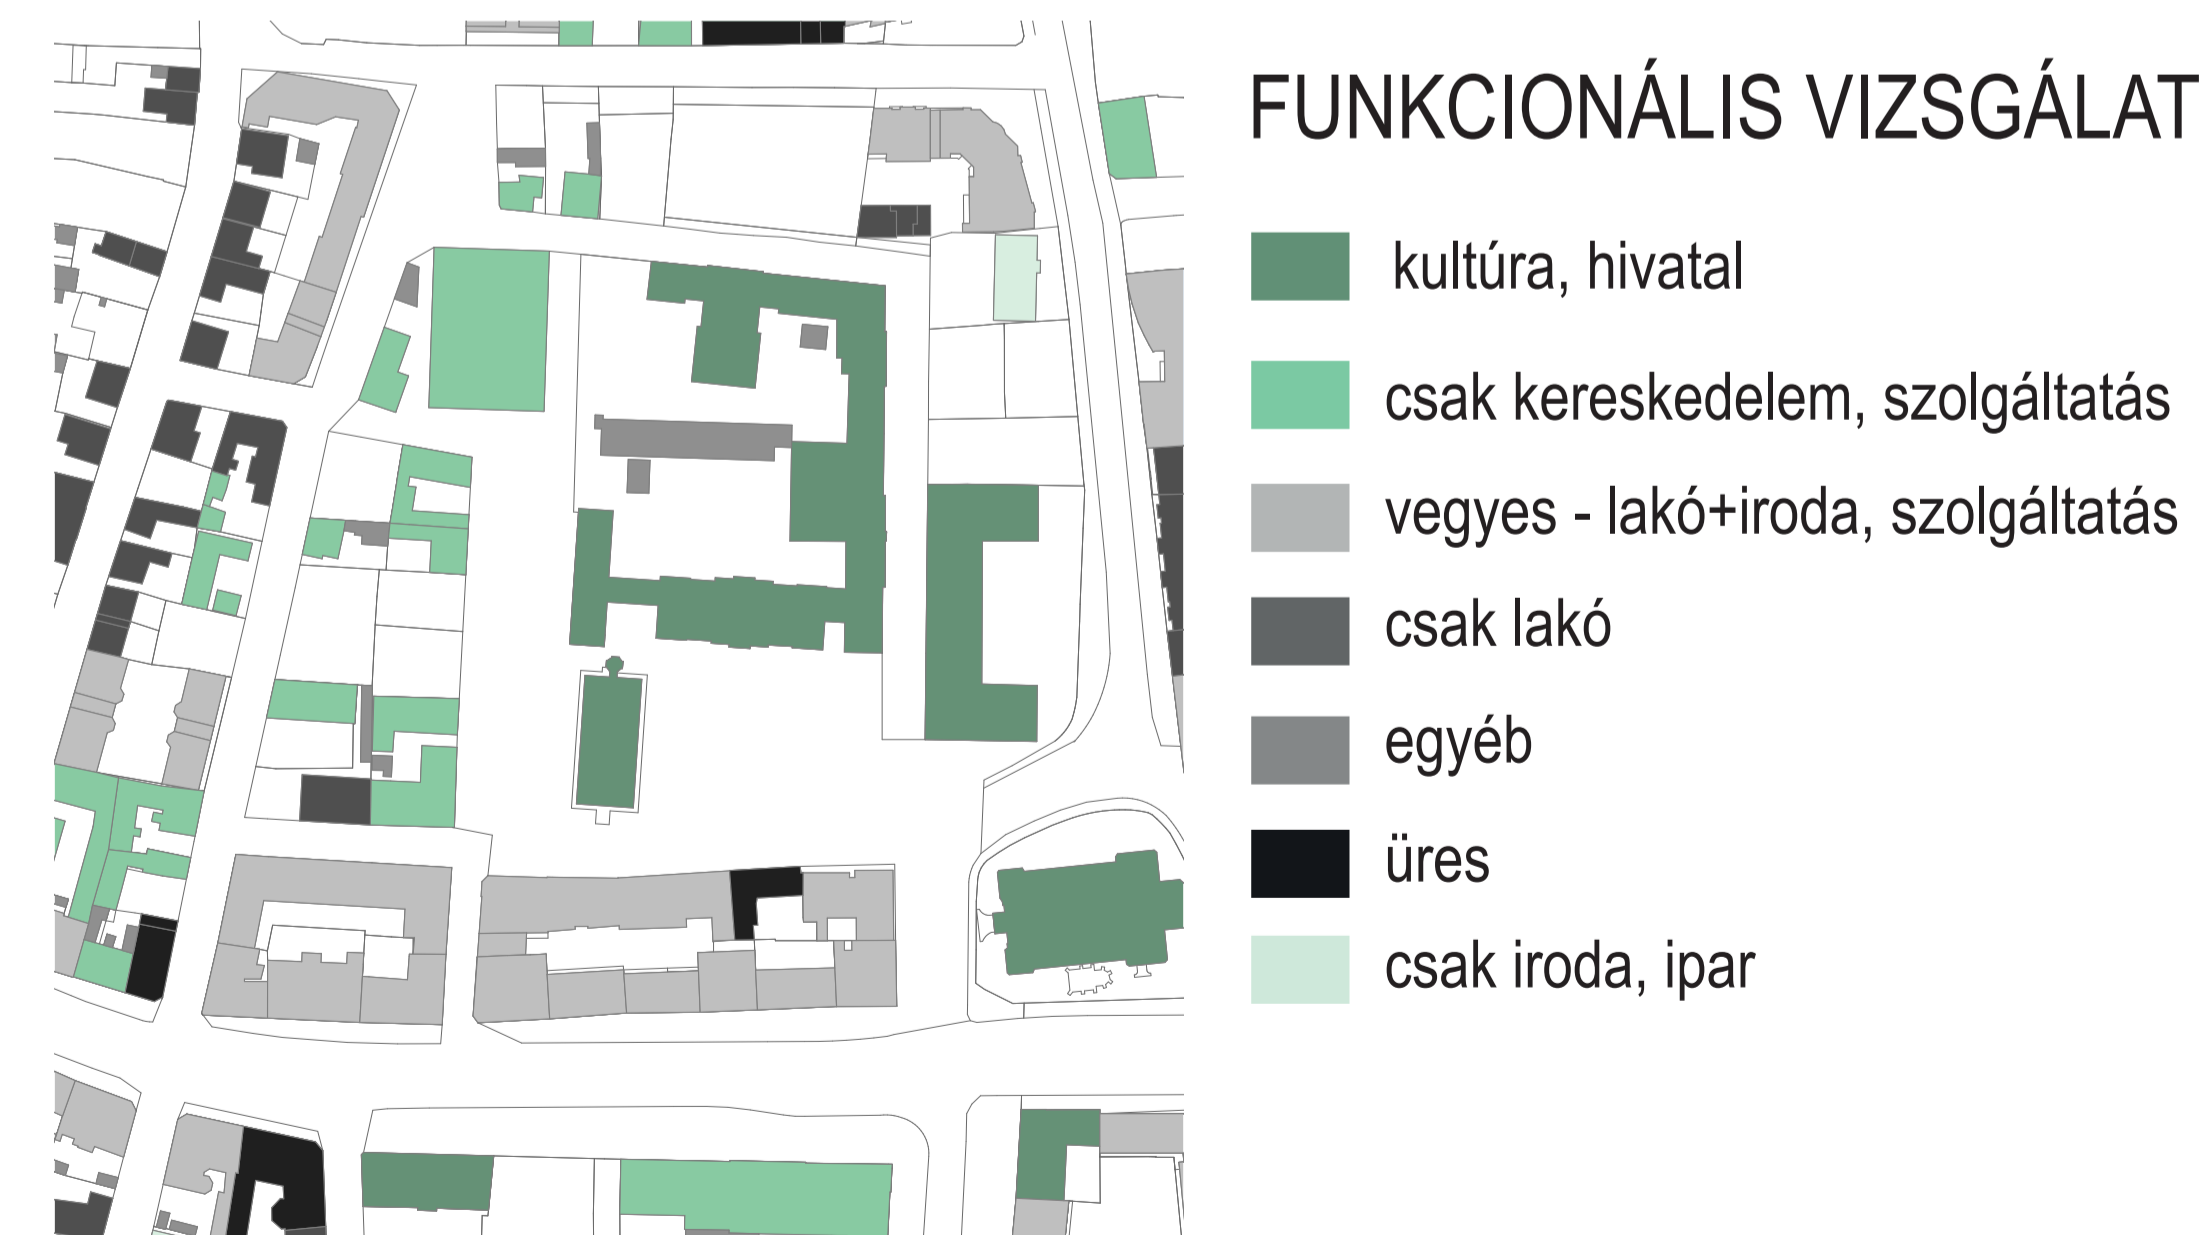 FUNKCIONÁLIS VIZSGÁLAT
kultúra, hivatal
csak kereskedelem, szolgáltatás
vegyes - lakó+iroda, szolgáltatás
csak lakó
egyéb
üres
csak iroda, ipar